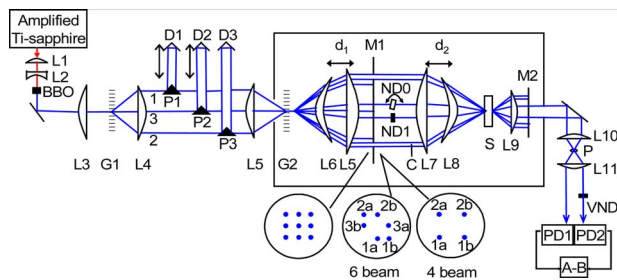 Amplified
Ti-sapphire
L1
L2
BBO
D1 D2 D3
1
3
2
P1
P2
P3
L3 G1 L4 L5 G2
d1 M1 d2
ND0
ND1
M2
L6 L5 C L7 L8 S L9
L10
P
L11
VND
PD1 PD2
A-B
2a 2b
3b 3a
1a 1b
2a 2b
1a 1b
6 beam 4 beam